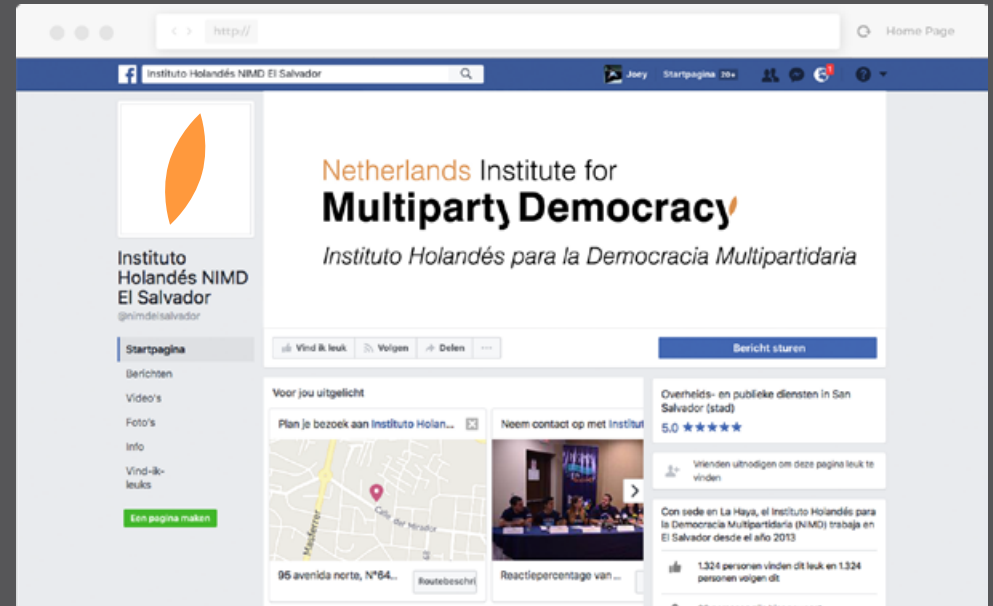 http://
Home Page
Instituto Holandés NIMD El Salvador
Joey
Startpagina 20+
Netherlands Institute for
Multiparty Democracy
Instituto Holandés para la Democracia Multipartidaria
Instituto
Holandés NIMD
El Salvador
@nimdelsalvador
Startpagina
Berichten
Video's
Foto's
Info
Vind-ik-
leuks
Een pagina maken
Vind ik leuk
Volgen
Delen
Bericht sturen
Voor jou uitgelicht
Plan je bezoek aan Instituto Holan...
Masferrer
Calle del Mirador
95 avenida norte, N°64...
Routebeschri
Neem contact op met Institut
Reactiepercentage van ...
Overheids- en publieke diensten in San
Salvador (stad)
5.0 ★★★★★
Vrienden uitnodigen om deze pagina leuk te
vinden
Con sede en La Haya, el Instituto Holandés para
la Democracia Multipartidaria (NIMD) trabaja en
El Salvador desde el año 2013
1.324 personen vinden dit leuk en 1.324
personen volgen dit